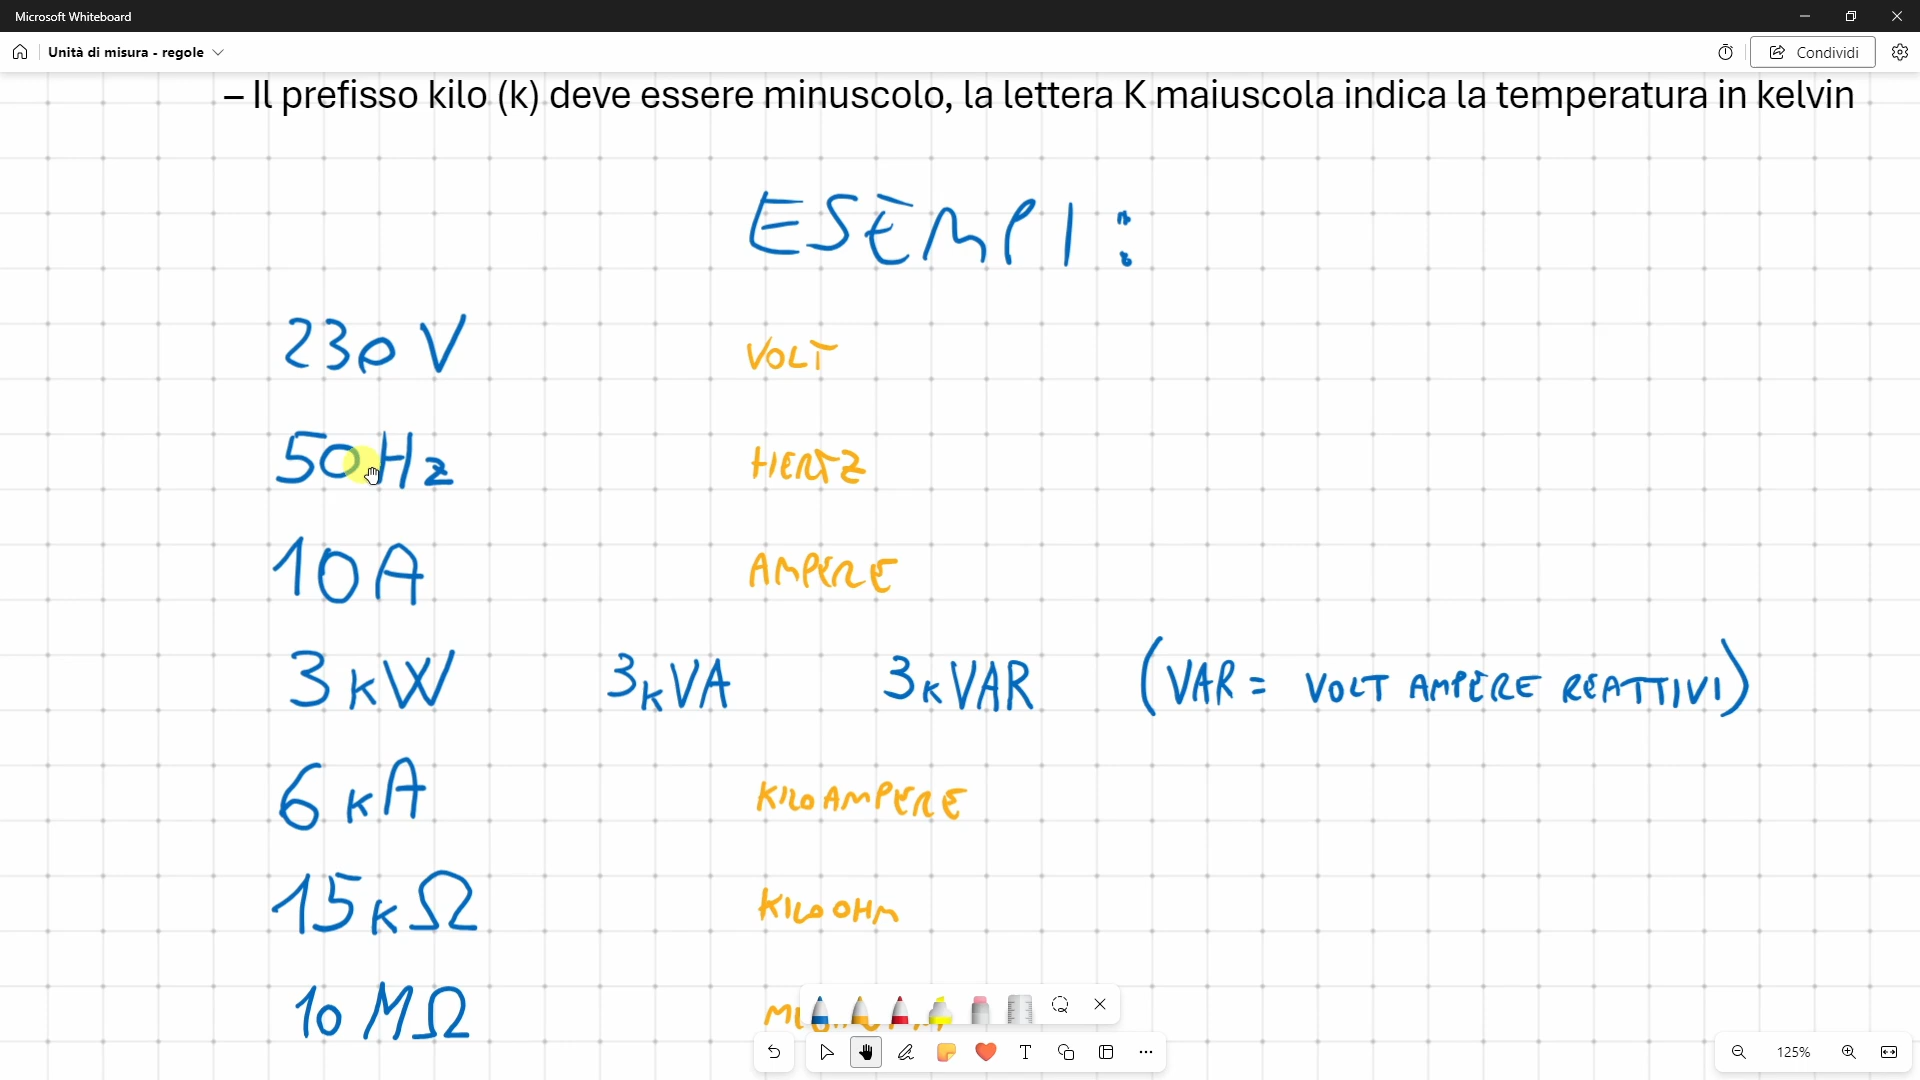 Microsoft Whiteboard
Unità di misura - regole
Condividi
– Il prefisso kilo (k) deve essere minuscolo, la lettera K maiuscola indica la temperatura in kelvin
ESEMPI:
230 V VOLT
50 Hz HERTZ
10 A AMPERE
3 kW 3 kVA 3 kVAR (VAR = VOLT AMPERE REATTIVI)
6 kA KILOAMPERE
15 kΩ KILO OHM
10 MΩ
125%